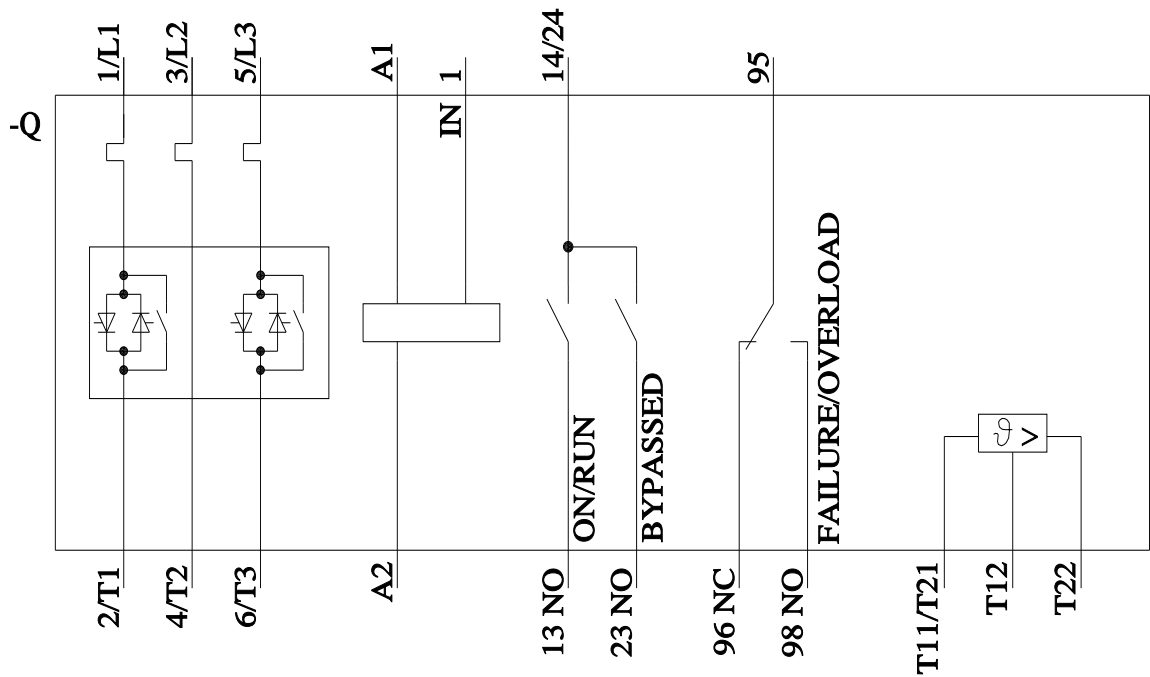 1/L1
3/L2
5/L3
A1
1
14/24
95
-Q
IN
ON/RUN
BYPASSED
FAILURE/OVERLOAD
ϑ >
2/T1
4/T2
6/T3
A2
13 NO
23 NO
96 NC
98 NO
T11/T21
T12
T22